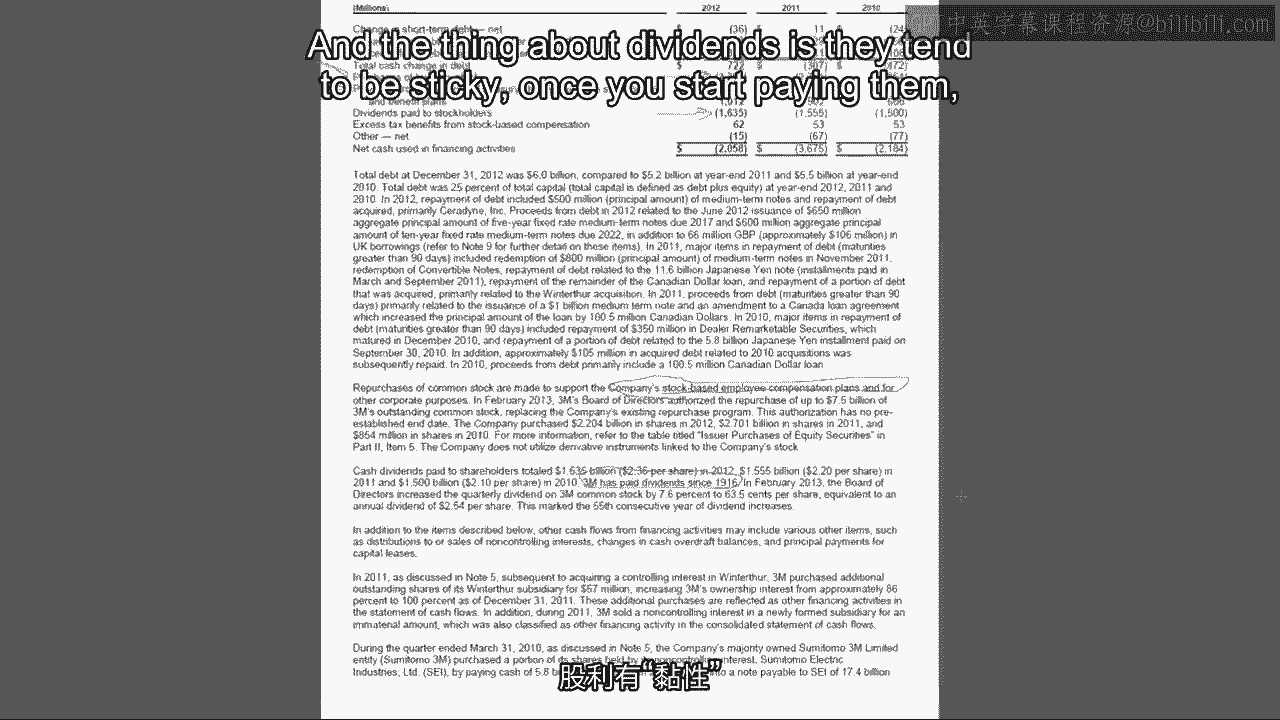 (Millions) 2012 2011 2010
$ (36) $ 11 $
And the thing about dividends is they tend
to be sticky, once you start paying them,
Total cash change in debt
Dividends paid to stockholders (1,635) (1,555) (1,500)
Excess tax benefits from stock-based compensation 62 53 53
Other — net (15) (67) (77)
Net cash used in financing activities $ (2,058) $ (3,675) $ (2,184)
Total debt at December 31, 2012 was $6.0 billion, compared to $5.2 billion at year-end 2011 and $5.5 billion at year-end
2010. Total debt was 25 percent of total capital (total capital is defined as debt plus equity) at year-end 2012, 2011 and
2010. In 2012, repayment of debt included $500 million (principal amount) of medium-term notes and repayment of debt
acquired, primarily Ceradyne, Inc. Proceeds from debt in 2012 related to the June 2012 issuance of $650 million
aggregate principal amount of five-year fixed rate medium-term notes due 2017 and $600 million aggregate principal
amount of ten-year fixed rate medium-term notes due 2022, in addition to 66 million GBP (approximately $106 million) in
UK borrowings (refer to Note 9 for further detail on these items). In 2011, major items in repayment of debt (maturities
greater than 90 days) included redemption of $800 million (principal amount) of medium-term notes in November 2011,
redemption of Convertible Notes, repayment of debt related to the 11.6 billion Japanese Yen note (installments paid in
March and September 2011), repayment of the remainder of the Canadian Dollar loan, and repayment of a portion of debt
that was acquired, primarily related to the Winterthur acquisition. In 2011, proceeds from debt (maturities greater than 90
days) primarily related to the issuance of a $1 billion medium term note and an amendment to a Canada loan agreement
which increased the principal amount of the loan by 100.5 million Canadian Dollars. In 2010, major items in repayment of
debt (maturities greater than 90 days) included repayment of $350 million in Dealer Remarketable Securities, which
matured in December 2010, and repayment of a portion of debt related to the 5.8 billion Japanese Yen installment paid on
September 30, 2010. In addition, approximately $105 million in acquired debt related to 2010 acquisitions was
subsequently repaid. In 2010, proceeds from debt primarily include a 100.5 million Canadian Dollar loan
Repurchases of common stock are made to support the Company's stock-based employee compensation plans and for
other corporate purposes. In February 2013, 3M's Board of Directors authorized the repurchase of up to $7.5 billion of
3M's outstanding common stock, replacing the Company's existing repurchase program. This authorization has no pre-
established end date. The Company purchased $2.204 billion in shares in 2012, $2.701 billion in shares in 2011, and
$854 million in shares in 2010. For more information, refer to the table titled "Issuer Purchases of Equity Securities" in
Part II, Item 5. The Company does not utilize derivative instruments linked to the Company's stock
Cash dividends paid to shareholders totaled $1.635 billion ($2.36 per share) in 2012, $1.555 billion ($2.20 per share) in
2011 and $1,500 billion ($2.10 per share) in 2010. 3M has paid dividends since 1916. In February 2013, the Board of
Directors increased the quarterly dividend on 3M common stock by 7.6 percent to 63.5 cents per share, equivalent to an
annual dividend of $2.54 per share. This marked the 55th consecutive year of dividend increases.
In addition to the items described below, other cash flows from financing activities may include various other items, such
as distributions to or sales of noncontrolling interests, changes in cash overdraft balances, and principal payments for
capital leases.
In 2011, as discussed in Note 5, subsequent to acquiring a controlling interest in Winterthur, 3M purchased additional
outstanding shares of its Winterthur subsidiary for $57 million, increasing 3M's ownership interest from approximately 86
percent to 100 percent as of December 31, 2011. These additional purchases are reflected as other financing activities in
the statement of cash flows. In addition, during 2011, 3M sold a noncontrolling interest in a newly formed subsidiary for an
immaterial amount, which was also classified as other financing activity in the consolidated statement of cash flows.
During the quarter ended March 31, 2010, as discussed in Note 5, the Company's majority owned Sumitomo 3M Limited
entity (Sumitomo 3M) purchased a portion of its shares held by its noncontrolling interest, Sumitomo Electric
Industries, Ltd. (SEI), by paying cash of 5.8 into a note payable to SEI of 17.4 billion
股利有“黏性”